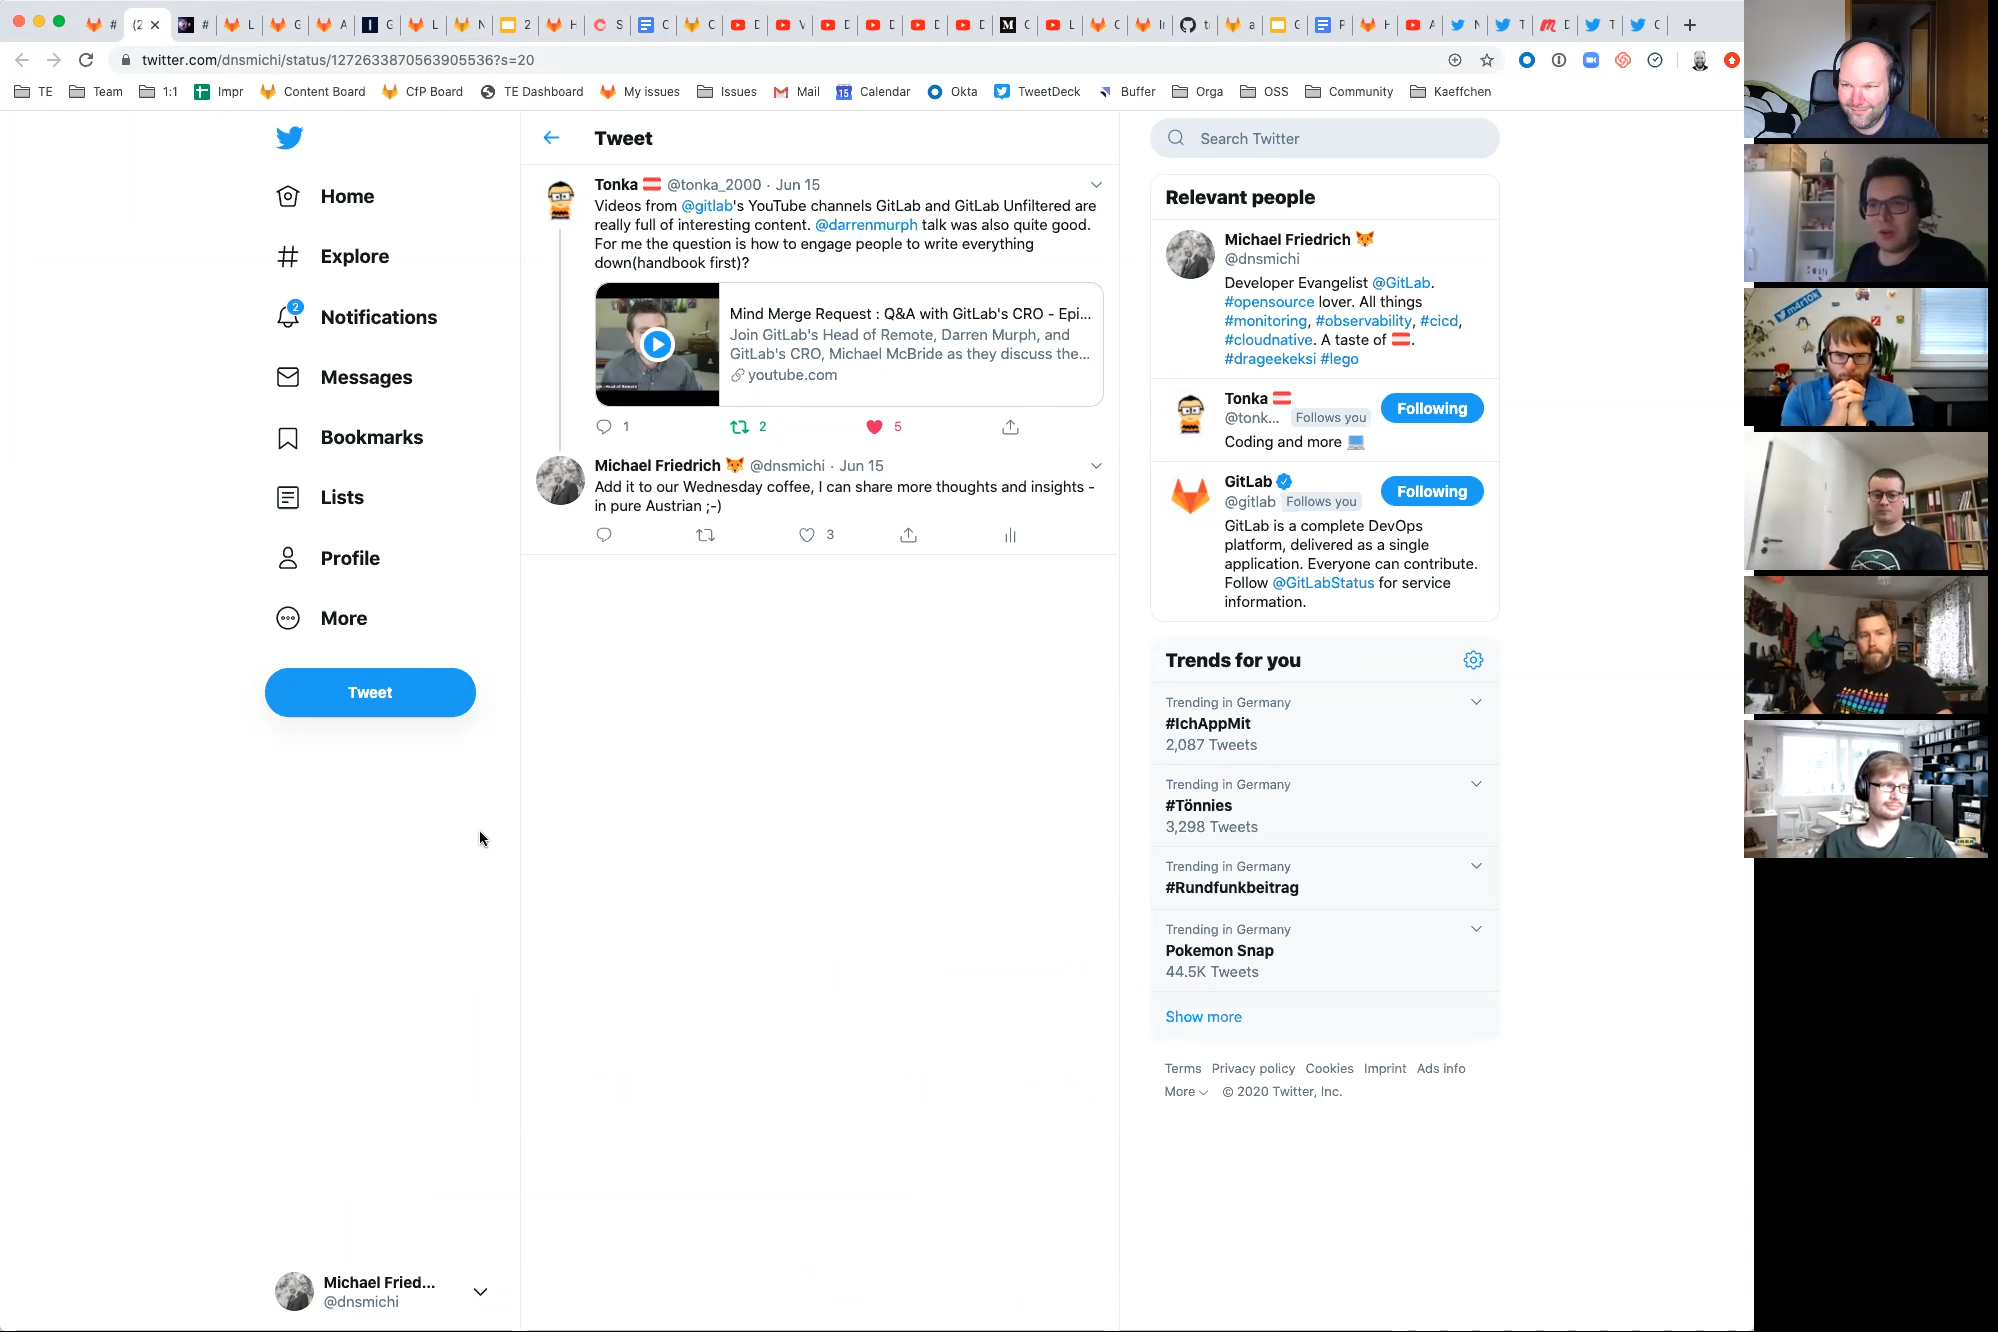 twitter.com/dnsmichi/status/1272633870563905536?s=20
TE
Team
1:1
Impr
Content Board
CfP Board
TE Dashboard
My issues
Issues
Mail
Calendar
Okta
TweetDeck
Buffer
Orga
OSS
Community
Kaeffchen
Home
Explore
2
Notifications
Messages
Bookmarks
Lists
Profile
More
Tweet
Michael Fried...
@dnsmichi
Tweet
Tonka @tonka_2000 · Jun 15
Videos from @gitlab's YouTube channels GitLab and GitLab Unfiltered are
really full of interesting content. @darrenmurph talk was also quite good.
For me the question is how to engage people to write everything
down(handbook first)?
Mind Merge Request : Q&A with GitLab's CRO - Epi...
Join GitLab's Head of Remote, Darren Murph, and
GitLab's CRO, Michael McBride as they discuss the...
youtube.com
1
2
5
Michael Friedrich @dnsmichi · Jun 15
Add it to our Wednesday coffee, I can share more thoughts and insights -
in pure Austrian ;-)
3
Search Twitter
Relevant people
Michael Friedrich
@dnsmichi
Developer Evangelist @GitLab.
#opensource lover. All things
#monitoring, #observability, #cicd,
#cloudnative. A taste of .
#drageekeksi #lego
Tonka
@tonk... Follows you
Following
Coding and more
GitLab
@gitlab Follows you
Following
GitLab is a complete DevOps
platform, delivered as a single
application. Everyone can contribute.
Follow @GitLabStatus for service
information.
Trends for you
Trending in Germany
#IchAppMit
2,087 Tweets
Trending in Germany
#Tönnies
3,298 Tweets
Trending in Germany
#Rundfunkbeitrag
Trending in Germany
Pokemon Snap
44.5K Tweets
Show more
Terms Privacy policy Cookies Imprint Ads info
More © 2020 Twitter, Inc.